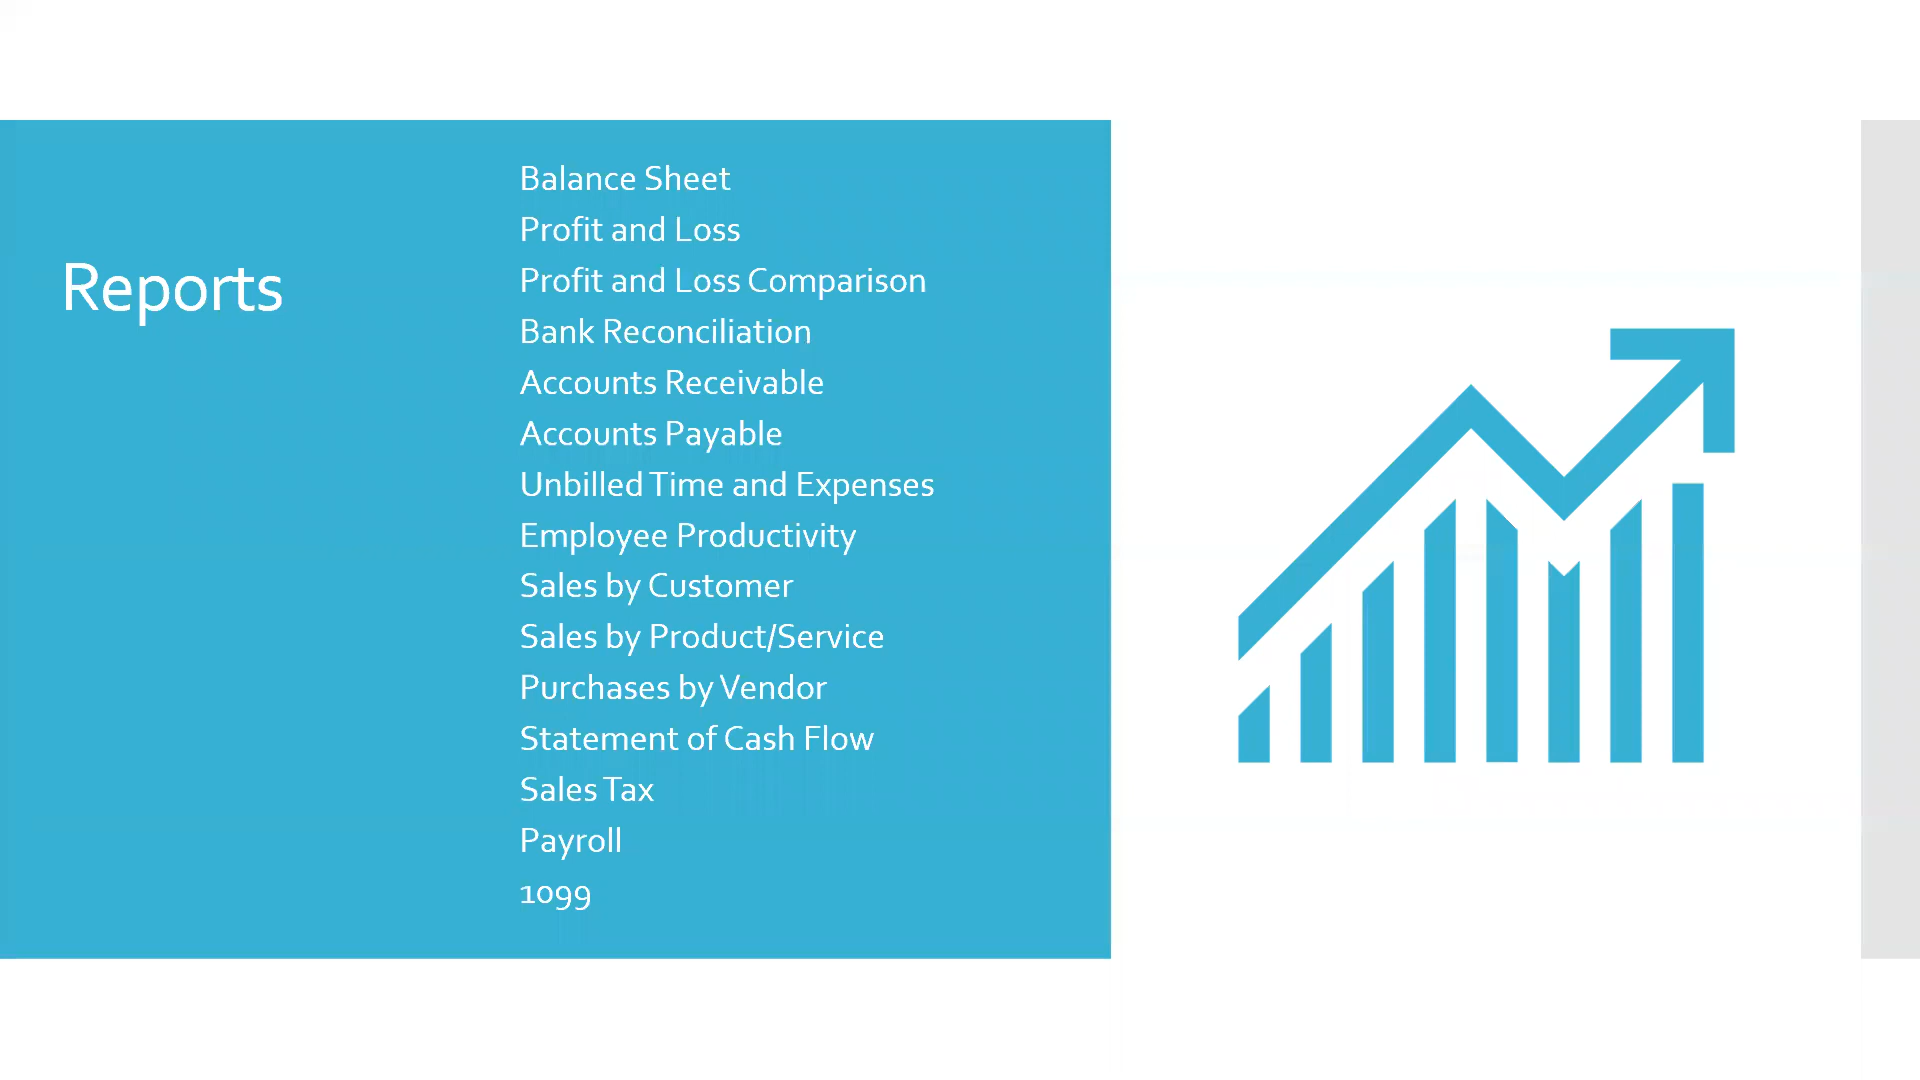 Reports
Balance Sheet
Profit and Loss
Profit and Loss Comparison
Bank Reconciliation
Accounts Receivable
Accounts Payable
Unbilled Time and Expenses
Employee Productivity
Sales by Customer
Sales by Product/Service
Purchases by Vendor
Statement of Cash Flow
Sales Tax
Payroll
1099